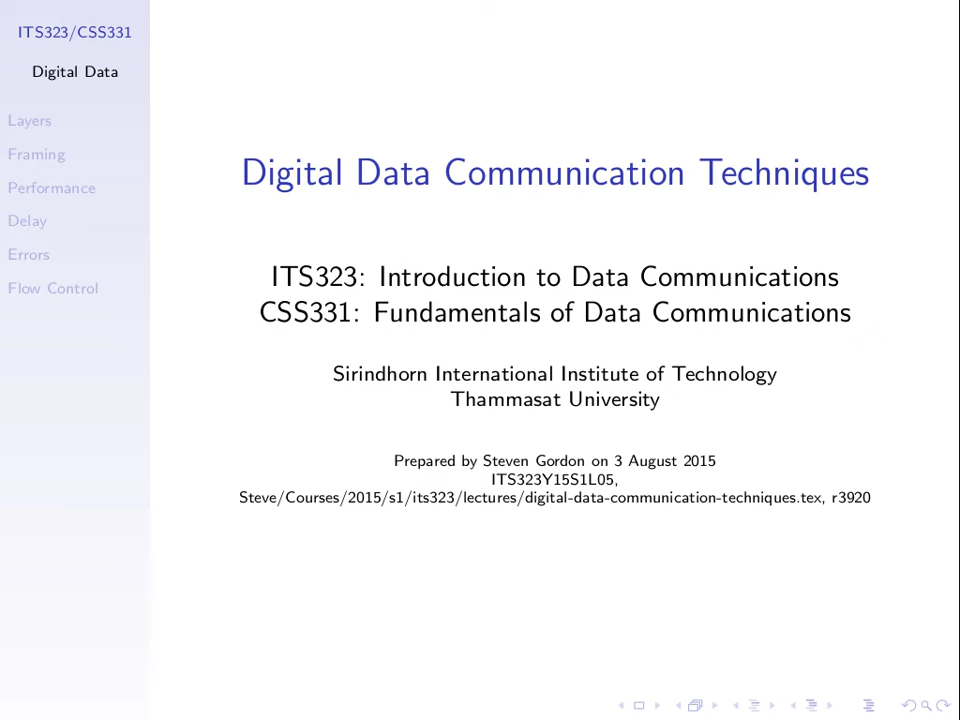 ITS323/CSS331
Digital Data
Layers
Framing
Performance
Delay
Errors
Flow Control
Digital Data Communication Techniques
ITS323: Introduction to Data Communications
CSS331: Fundamentals of Data Communications
Sirindhorn International Institute of Technology
Thammasat University
Prepared by Steven Gordon on 3 August 2015
ITS323Y15S1L05,
Steve/Courses/2015/s1/its323/lectures/digital-data-communication-techniques.tex, r3920